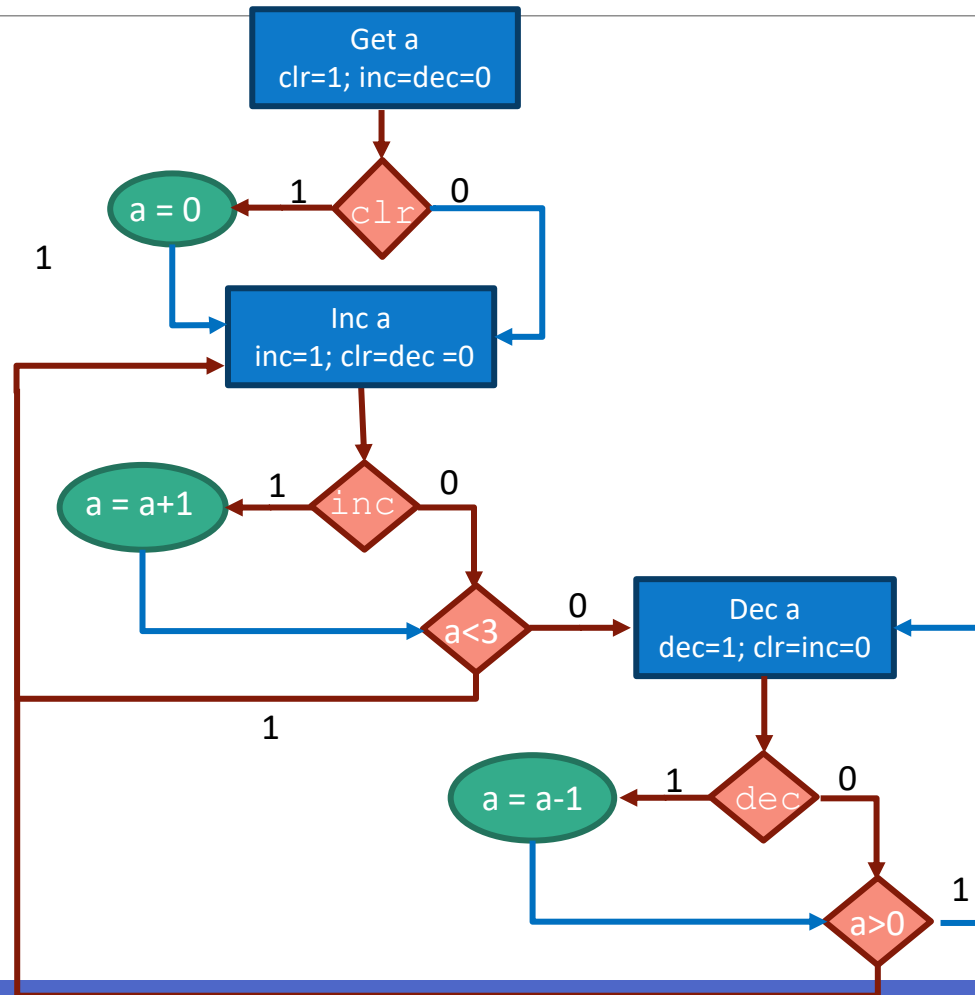 Get a
clr=1; inc=dec=0
1
0
clr
a = 0
1
Inc a
inc=1; clr=dec =0
1
0
inc
a = a+1
0
a<3
Dec a
dec=1; clr=inc=0
1
1
0
dec
a = a-1
1
a>0